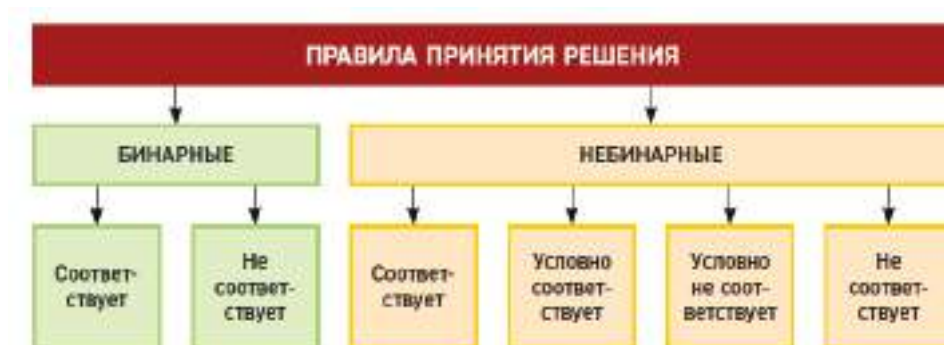 ПРАВИЛА ПРИНЯТИЯ РЕШЕНИЯ
БИНАРНЫЕ
НЕБИНАРНЫЕ
Соответ-
ствует
Не
соответ-
ствует
Соответ-
ствует
Условно
соответ-
ствует
Условно
не соот-
ветствует
Не
соответ-
ствует